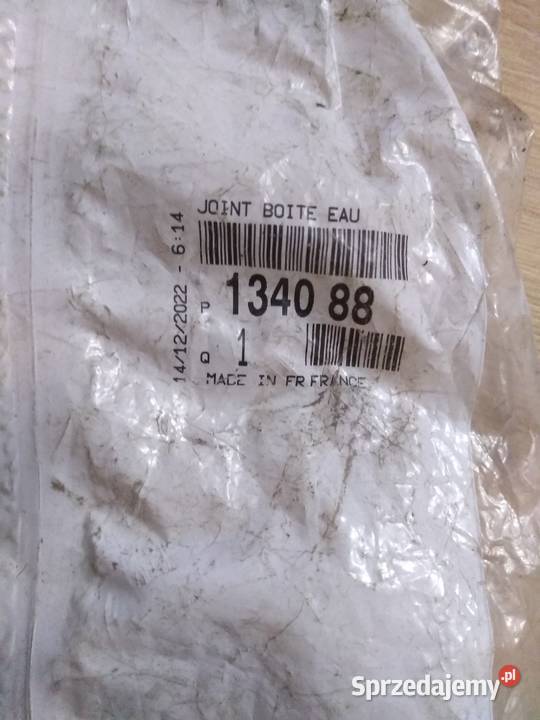 JOINT BOITE EAU
P 1340 88
Q 1
MADE IN FR FRANCE
14/12/2022 - 6:14
Sprzedajemy.pl